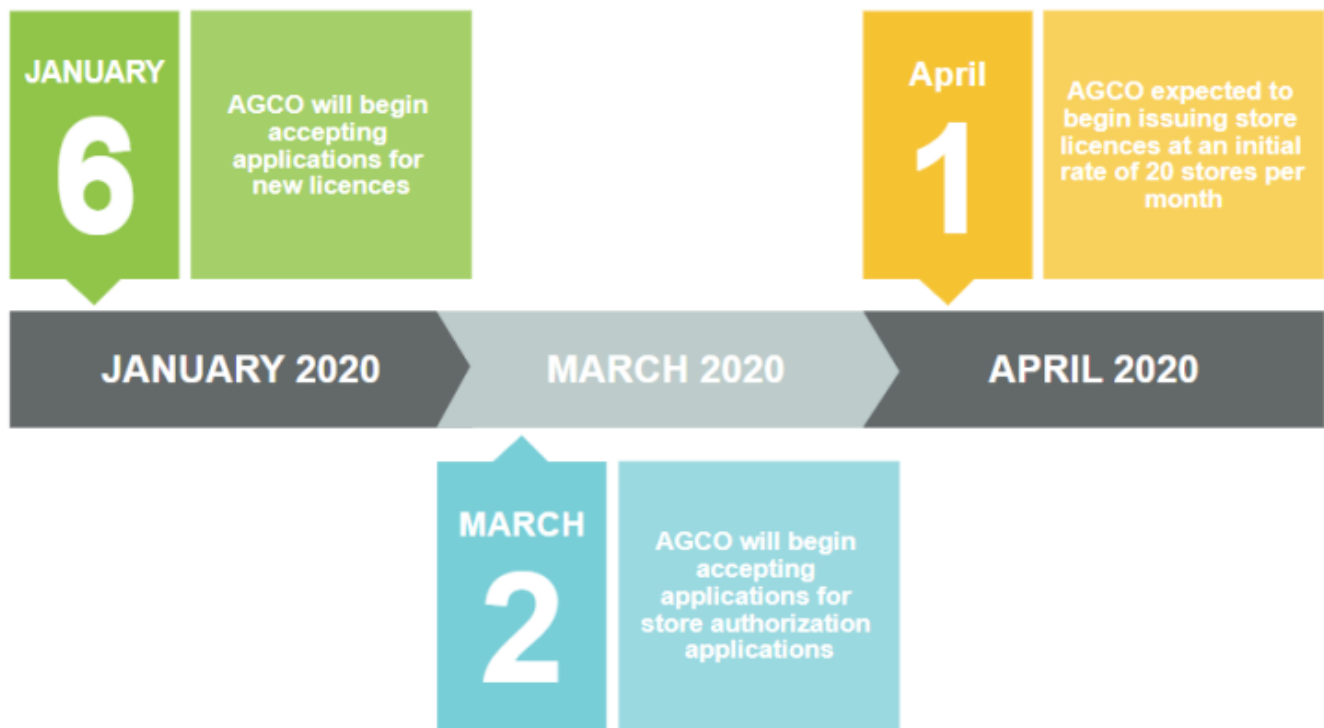 JANUARY
6
AGCO will begin
accepting
applications for
new licences
April
1
AGCO expected to
begin issuing store
licences at an initial
rate of 20 stores per
month
JANUARY 2020
MARCH 2020
APRIL 2020
MARCH
2
AGCO will begin
accepting
applications for
store authorization
applications